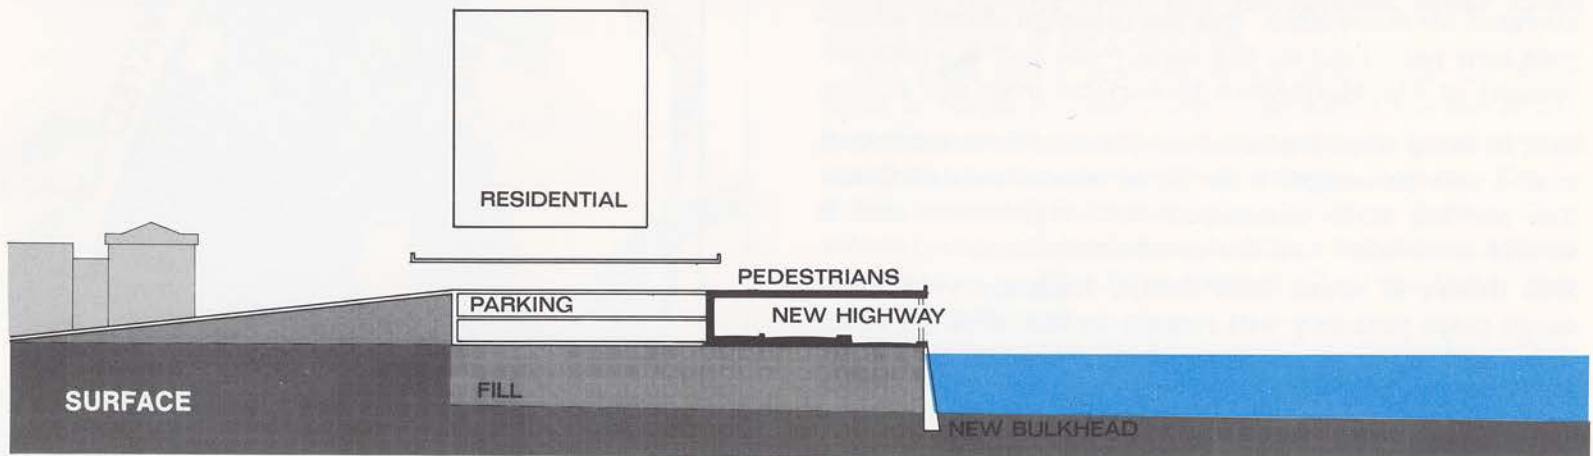 RESIDENTIAL
PEDESTRIANS
PARKING
NEW HIGHWAY
FILL
SURFACE
NEW BULKHEAD